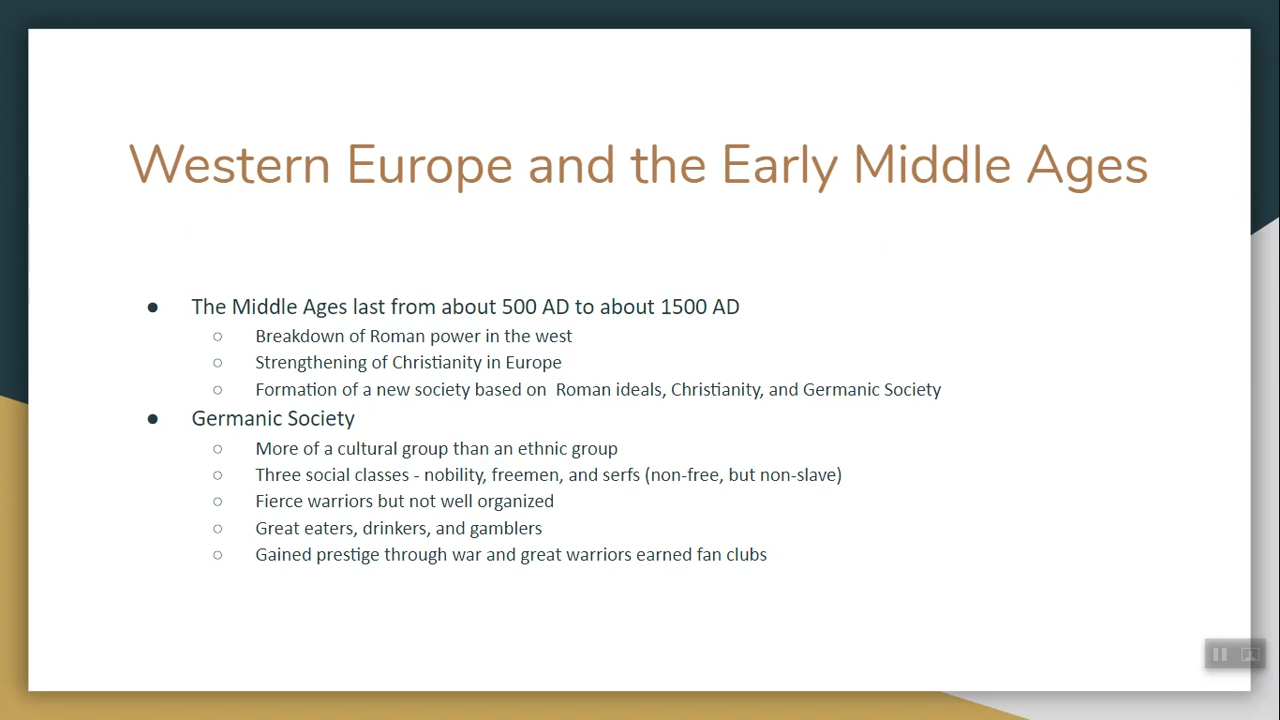 Western Europe and the Early Middle Ages
● The Middle Ages last from about 500 AD to about 1500 AD
○ Breakdown of Roman power in the west
○ Strengthening of Christianity in Europe
○ Formation of a new society based on  Roman ideals, Christianity, and Germanic Society
● Germanic Society
○ More of a cultural group than an ethnic group
○ Three social classes - nobility, freemen, and serfs (non-free, but non-slave)
○ Fierce warriors but not well organized
○ Great eaters, drinkers, and gamblers
○ Gained prestige through war and great warriors earned fan clubs